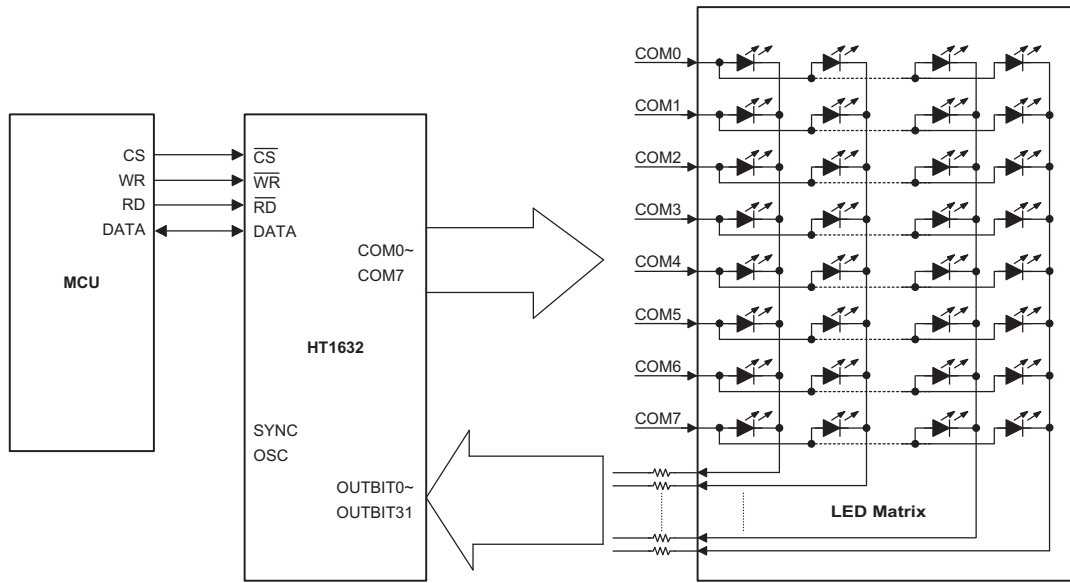 MCU
CS
WR
RD
DATA
CS
WR
RD
DATA
COM0~
COM7
HT1632
SYNC
OSC
OUTBIT0~
OUTBIT31
COM0
COM1
COM2
COM3
COM4
COM5
COM6
COM7
LED Matrix